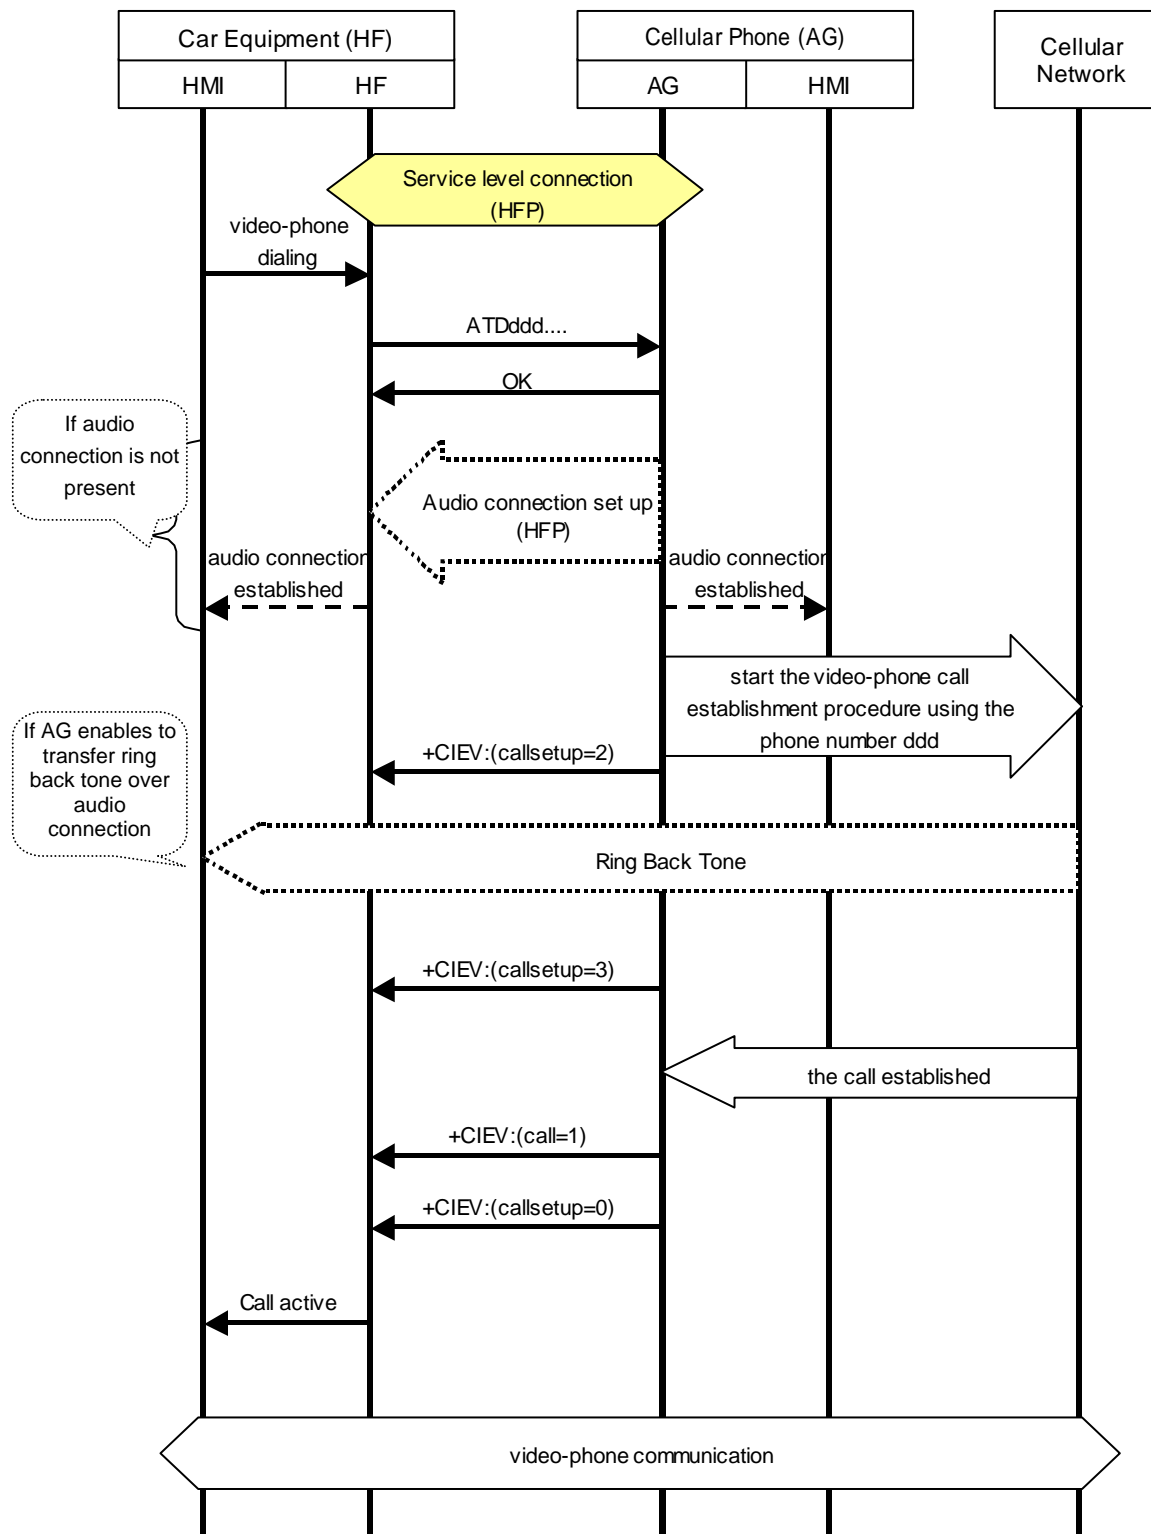 Car Equipment (HF)
Cellular Phone (AG)
Cellular
Network
HMI
HF
AG
HMI
Service level connection
(HFP)
video-phone
dialing
ATDddd....
OK
If audio
connection is not
present
Audio connection set up
(HFP)
audio connection
established
audio connection
established
start the video-phone call
establishment procedure using the
phone number ddd
If AG enables to
transfer ring
back tone over
audio
connection
+CIEV:(callsetup=2)
Ring Back Tone
+CIEV:(callsetup=3)
the call established
+CIEV:(call=1)
+CIEV:(callsetup=0)
Call active
video-phone communication